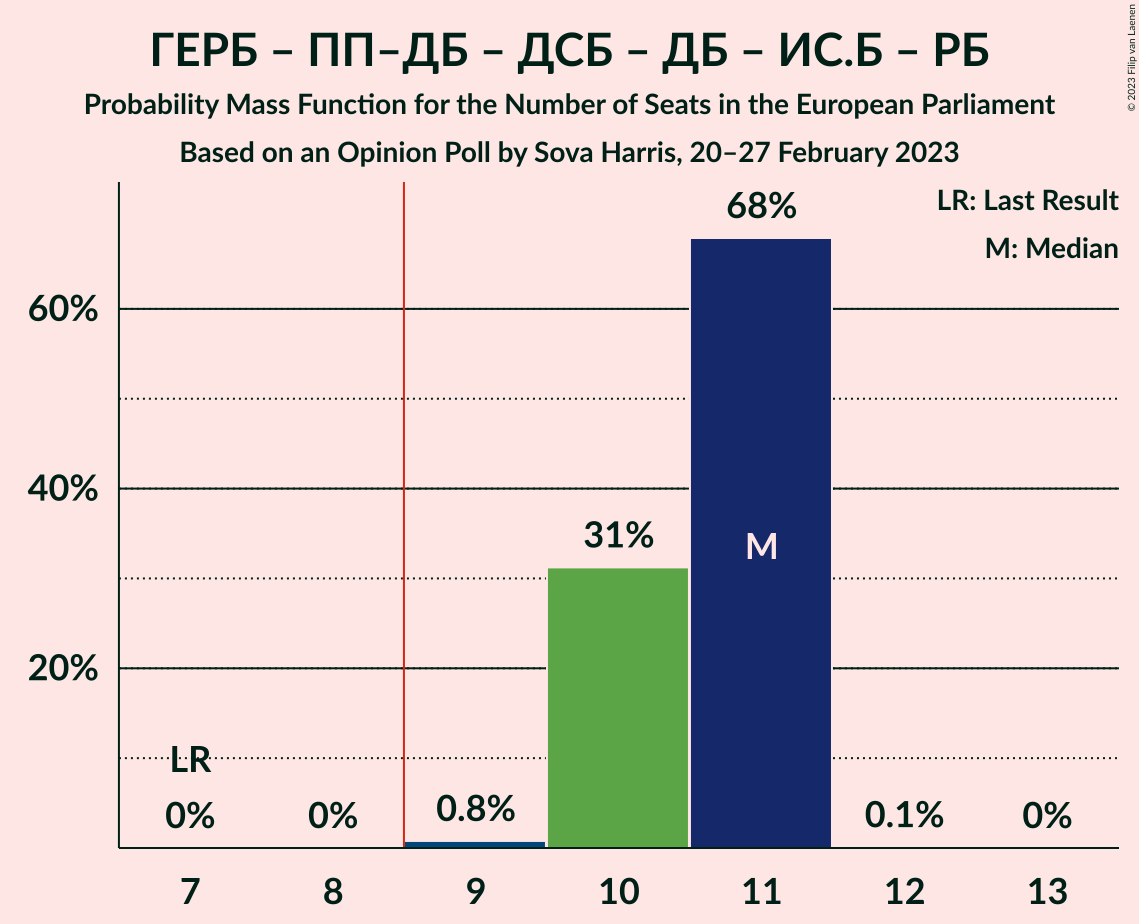 ГЕРБ – ПП–ДБ – ДСБ – ДБ – ИС.Б – РБ
Probability Mass Function for the Number of Seats in the European Parliament
Based on an Opinion Poll by Sova Harris, 20–27 February 2023
© 2023 Filip van Laenen
LR: Last Result
M: Median
68%
60%
40%
31%
M
20%
LR
0%
0%
0.8%
0.1%
0%
7
8
9
10
11
12
13